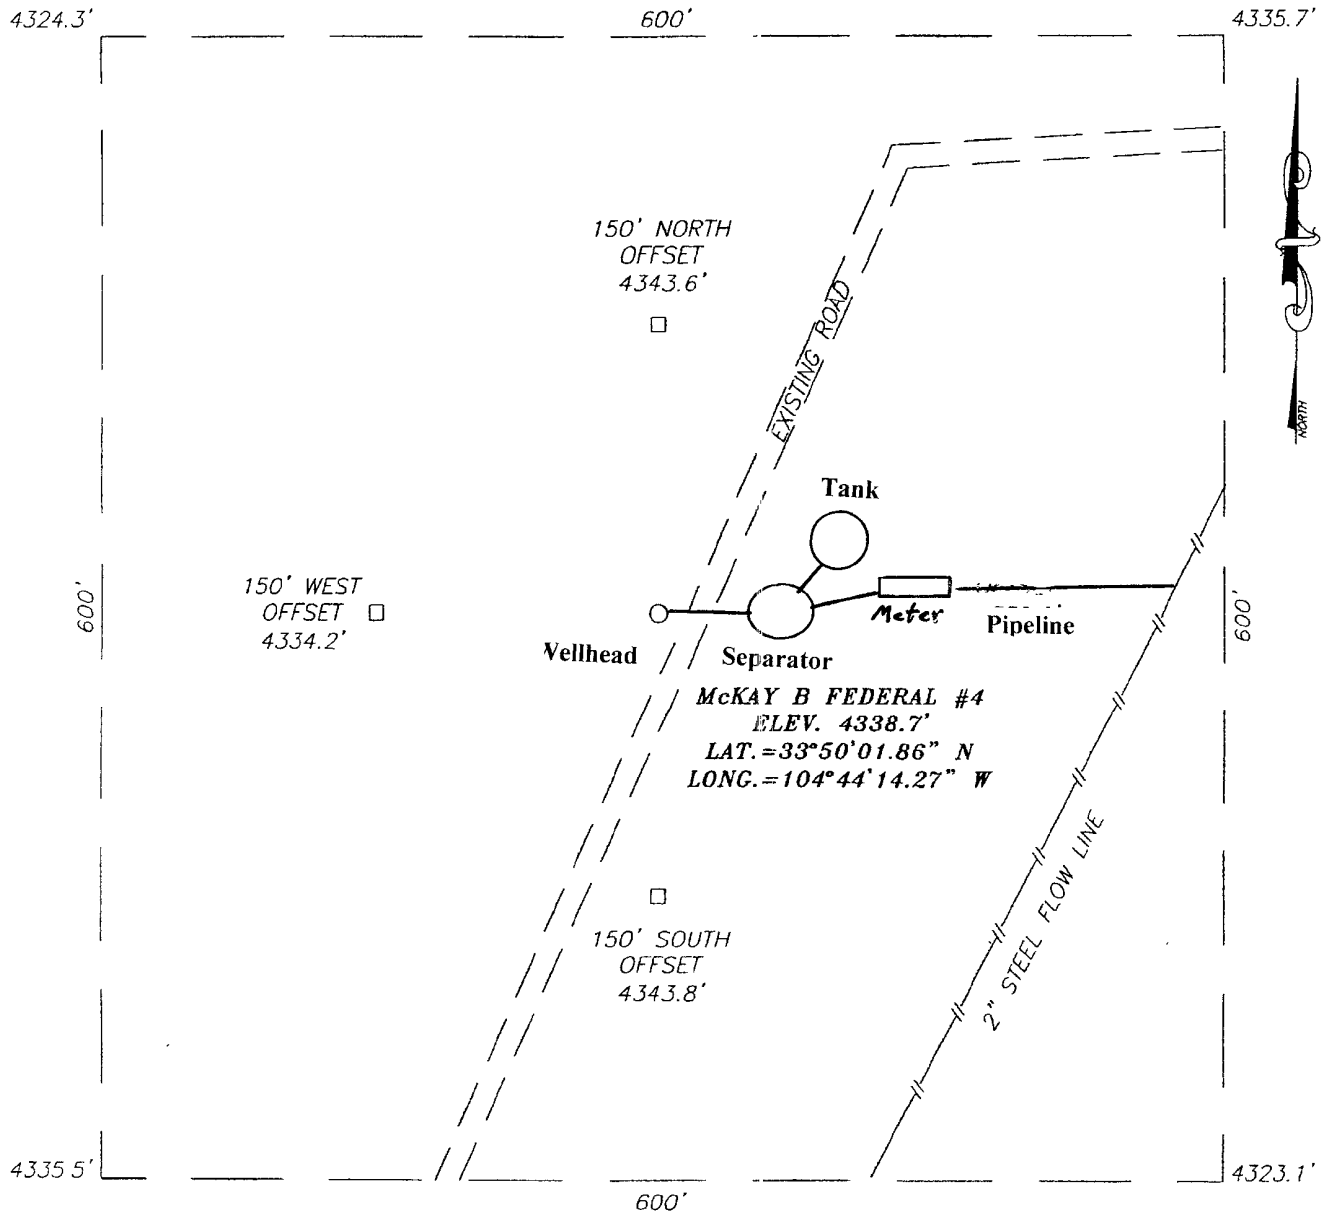 4324.3'
600'
4335.7'
150' NORTH
OFFSET
4343.6'
EXISTING ROAD
NORTH
Tank
150' WEST
OFFSET
4334.2'
600'
600'
Meter
Pipeline
Vellhead
Separator
McKAY B FEDERAL #4
ELEV. 4338.7'
LAT.=33°50'01.86" N
LONG.=104°44'14.27" W
2" STEEL FLOW LINE
150' SOUTH
OFFSET
4343.8'
4335 5'
600'
4323.1'